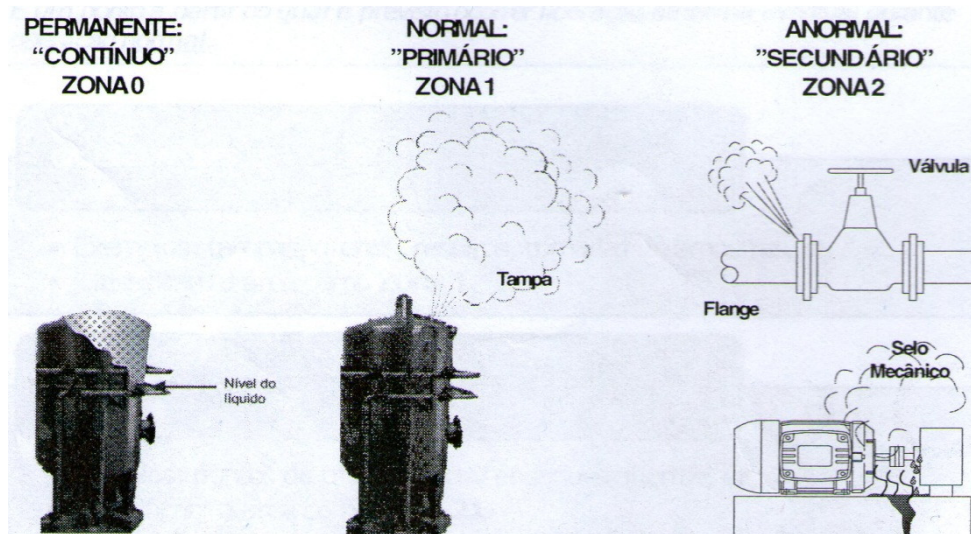 PERMANENTE:
"CONTÍNUO"
ZONA 0
NORMAL:
"PRIMÁRIO"
ZONA 1
ANORMAL:
"SECUNDÁRIO"
ZONA 2
Válvula
Tampa
Flange
Nível do
líquido
Selo
Mecânico